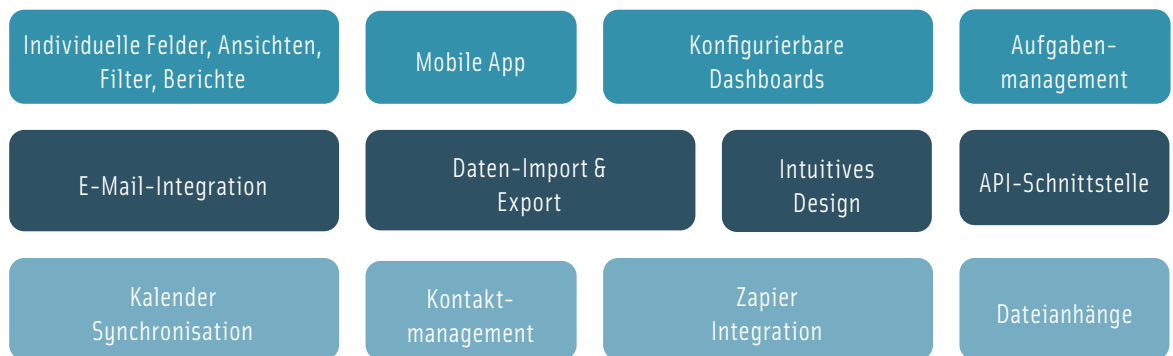 Individuelle Felder, Ansichten,
Filter, Berichte
Mobile App
Konfigurierbare
Dashboards
Aufgaben-
management
E-Mail-Integration
Daten-Import &
Export
Intuitives
Design
API-Schnittstelle
Kalender
Synchronisation
Kontakt-
management
Zapier
Integration
Dateianhänge